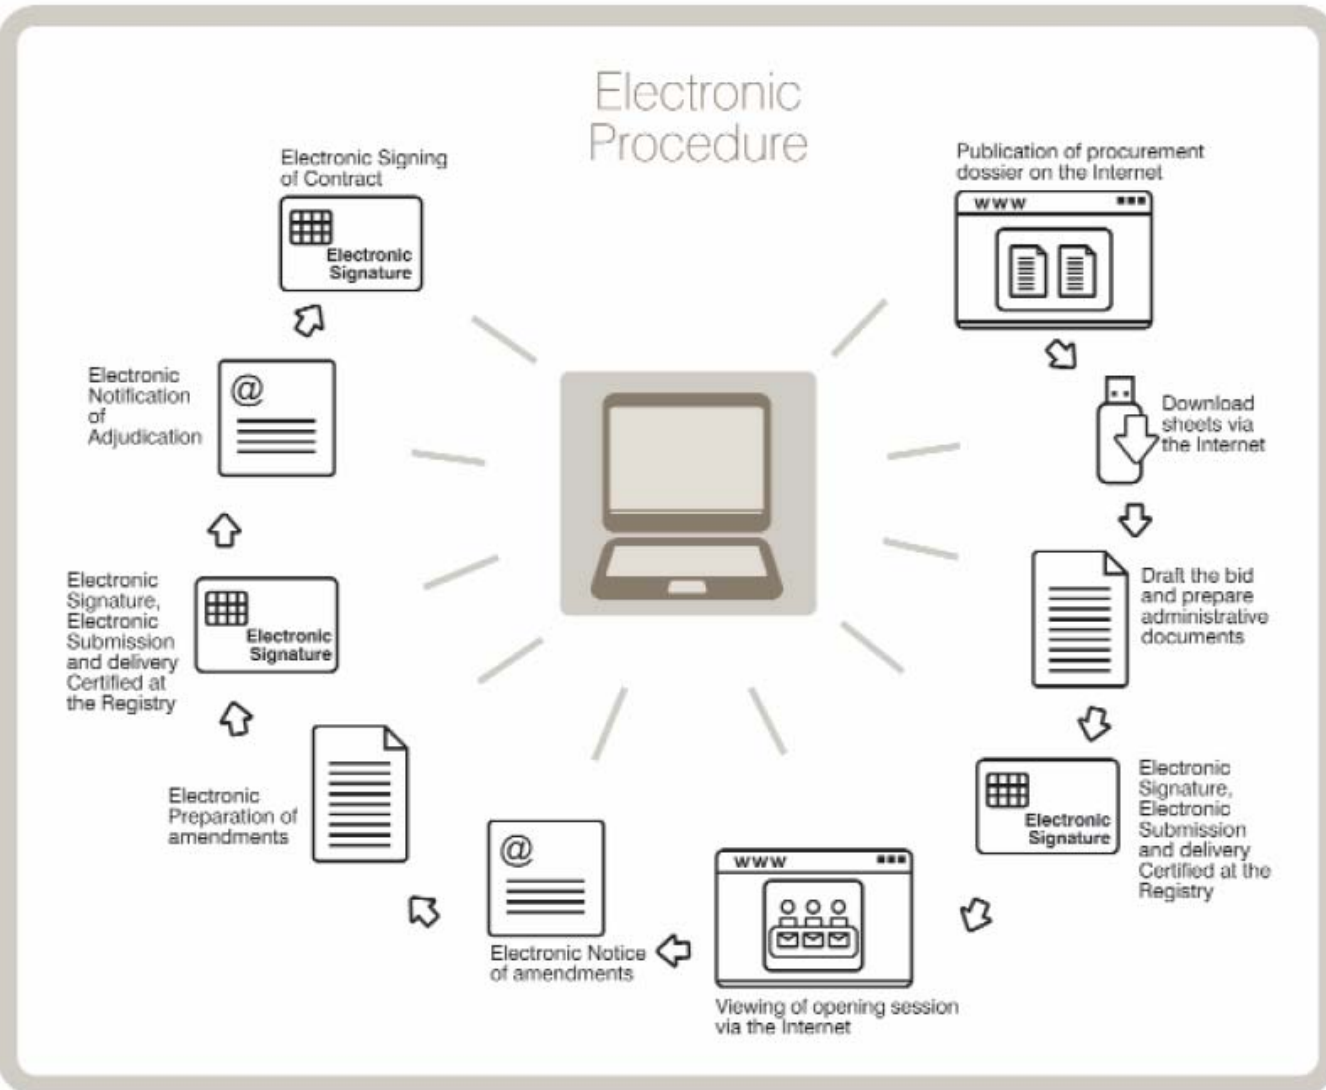 Electronic
Procedure
Publication of procurement
dossier on the Internet
WWW
Download
sheets via
the Internet
Draft the bid
and prepare
administrative
documents
Electronic
Signature
Electronic
Signature,
Electronic
Submission
and delivery
Certified at the
Registry
WWW
Viewing of opening session
via the Internet
@
Electronic Notice
of amendments
Electronic
Preparation of
amendments
Electronic
Signature,
Electronic
Submission
and delivery
Certified at
the Registry
Electronic
Signature
Electronic
Notification
of
Adjudication
@
Electronic Signing
of Contract
Electronic
Signature